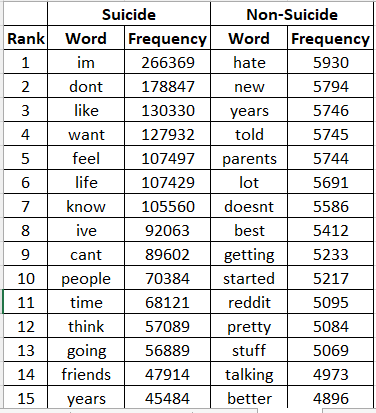 Suicide Non-Suicide
Rank Word Frequency Word Frequency
1 im 266369 hate 5930
2 dont 178847 new 5794
3 like 130330 years 5746
4 want 127932 told 5745
5 feel 107497 parents 5744
6 life 107429 lot 5691
7 know 105560 doesnt 5586
8 ive 92063 best 5412
9 cant 89602 getting 5233
10 people 70384 started 5217
11 time 68121 reddit 5095
12 think 57089 pretty 5084
13 going 56889 stuff 5069
14 friends 47914 talking 4973
15 years 45484 better 4896